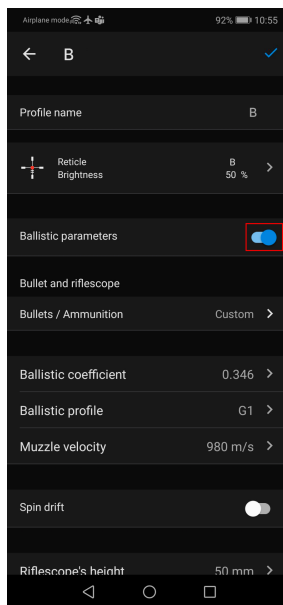 Airplane mode 92% 10:55
B
Profile name B
Reticle B
Brightness 50 %
Ballistic parameters
Bullet and riflescope
Bullets / Ammunition Custom
Ballistic coefficient 0.346
Ballistic profile G1
Muzzle velocity 980 m/s
Spin drift
Riflescope's height 50 mm